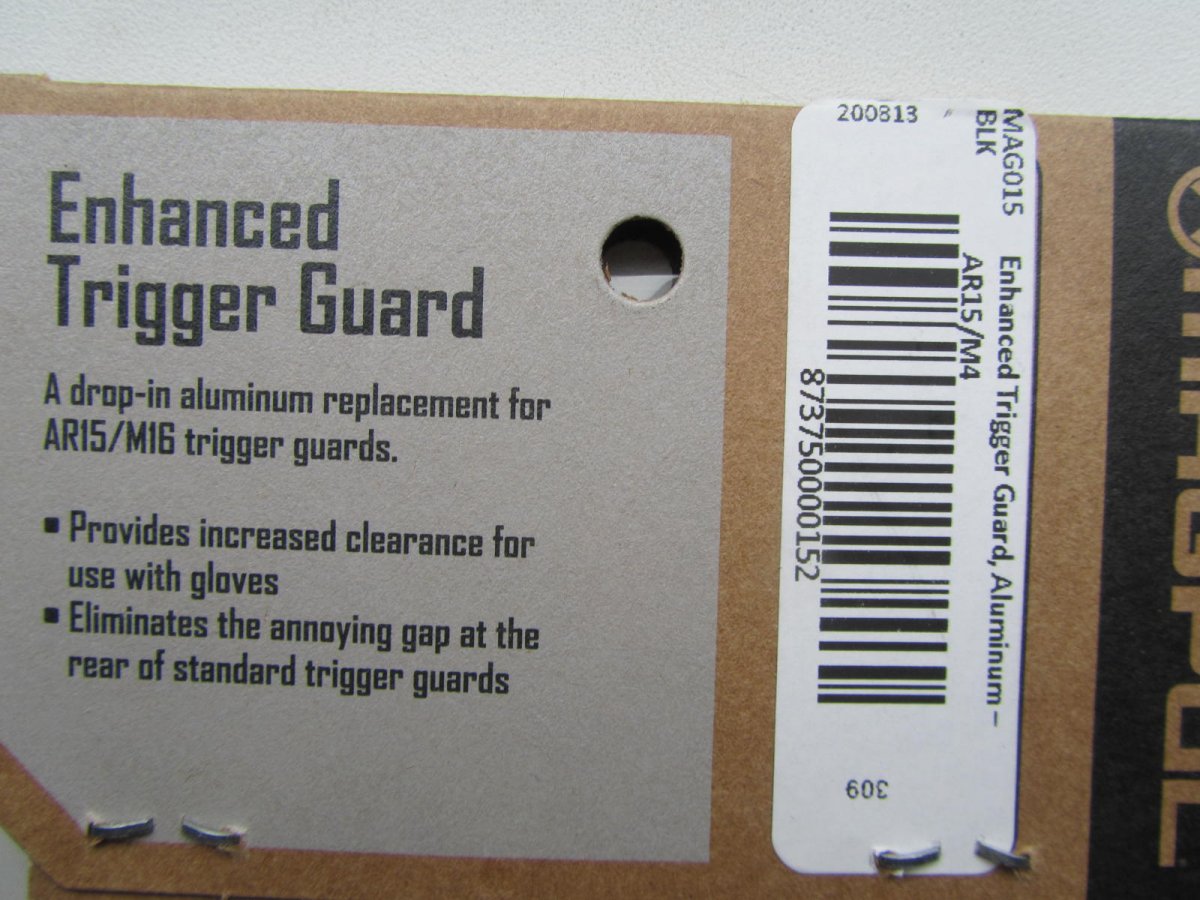 Enhanced
Trigger Guard
A drop-in aluminum replacement for
AR15/M16 trigger guards.
▪ Provides increased clearance for
use with gloves
▪ Eliminates the annoying gap at the
rear of standard trigger guards
200813
MAG015 Enhanced Trigger Guard, Aluminum –
BLK AR15/M4
873750000152
309
MAGPUL